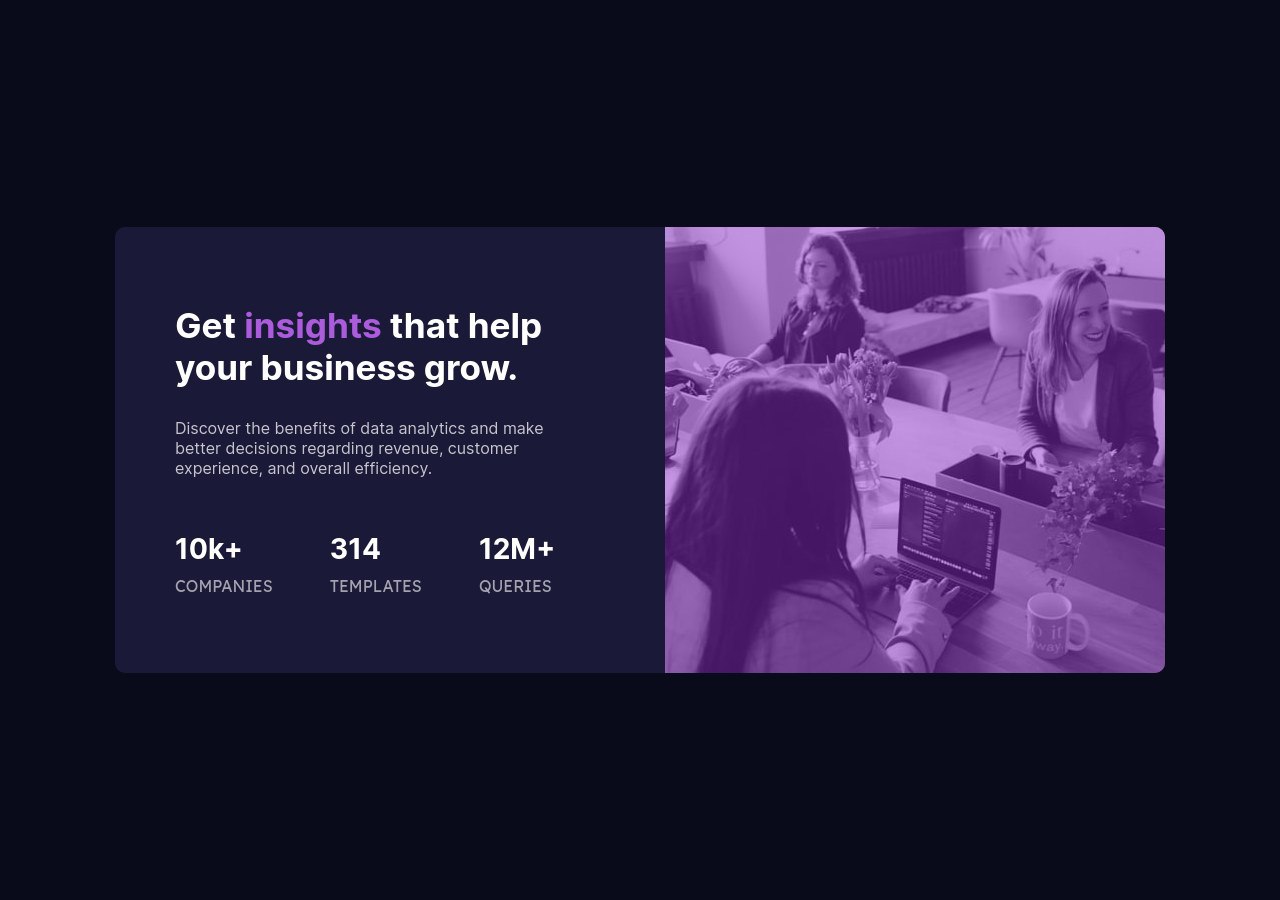 Get insights that help
your business grow.
Discover the benefits of data analytics and make
better decisions regarding revenue, customer
experience, and overall efficiency.
10k+ 314 12M+
COMPANIES TEMPLATES QUERIES